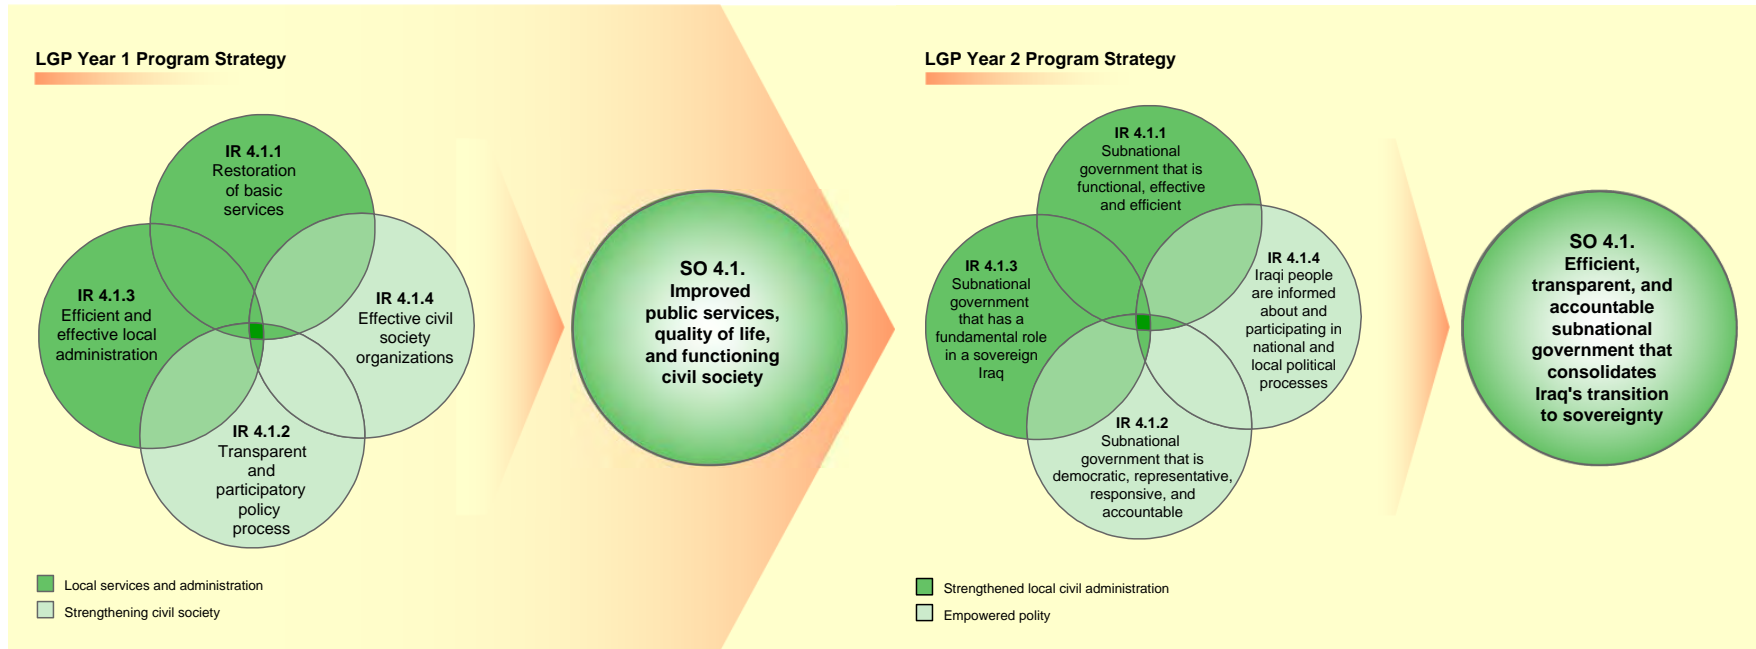 LGP Year 1 Program Strategy
IR 4.1.1
Restoration
of basic
services
IR 4.1.3
Efficient and
effective local
administration
IR 4.1.4
Effective civil
society
organizations
IR 4.1.2
Transparent
and
participatory
policy
process
SO 4.1.
Improved
public services,
quality of life,
and functioning
civil society
Local services and administration
Strengthening civil society
LGP Year 2 Program Strategy
IR 4.1.1
Subnational
government that is
functional, effective
and efficient
IR 4.1.3
Subnational
government
that has a
fundamental role
in a sovereign
Iraq
IR 4.1.4
Iraqi people
are informed
about and
participating in
national and
local political
processes
IR 4.1.2
Subnational
government that is
democratic, representative,
responsive, and
accountable
SO 4.1.
Efficient,
transparent, and
accountable
subnational
government that
consolidates
Iraq's transition
to sovereignty
Strengthened local civil administration
Empowered polity